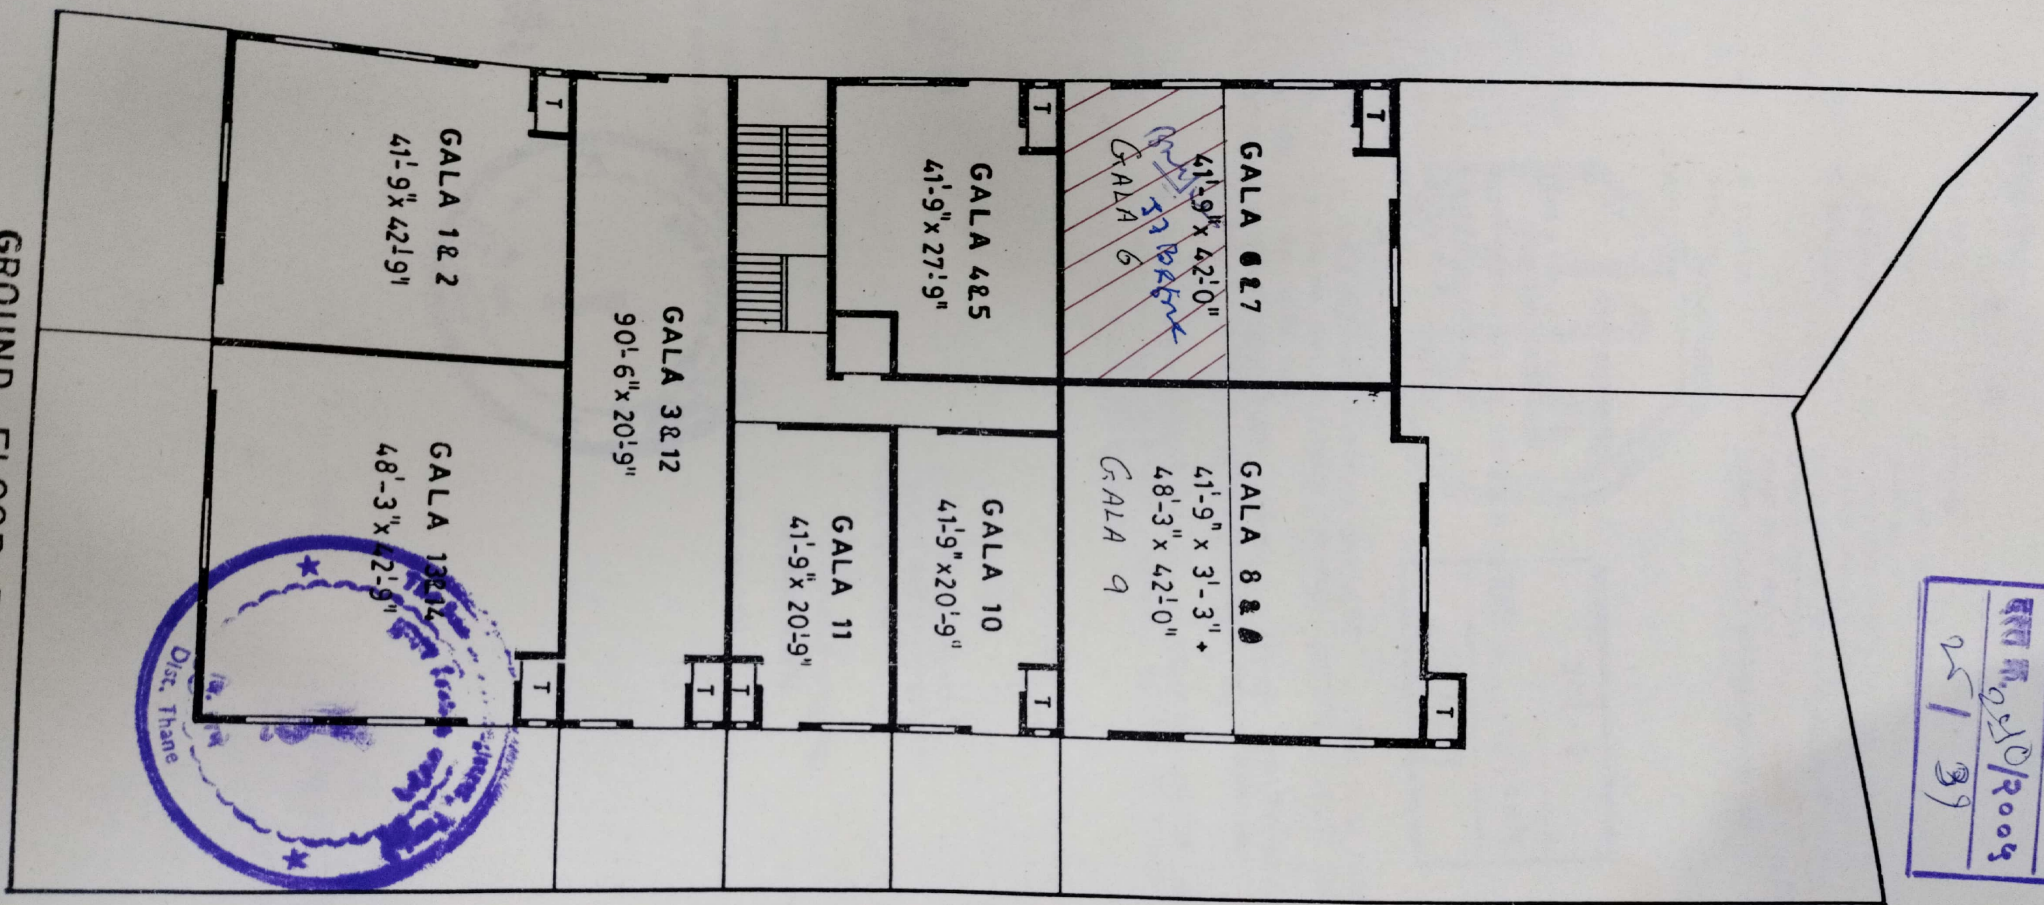 GALA 1&2
41'-9" x 42'-9"
T
GALA 13&14
48'-3" x 42'-9"
T
GALA 3&12
90'-6" x 20'-9"
T
GALA 4&5
41'-9" x 27'-9"
T
GALA 11
41'-9" x 20'-9"
T
GALA 10
41'-9" x 20'-9"
T
GALA 6&7
41'-9" x 42'-0"
GALA 6
T
GALA 8&
41'-9" x 3'-3" +
48'-3" x 42'-0"
GALA 9
T
GROUND FLOOR
Dist. Thane
/2009